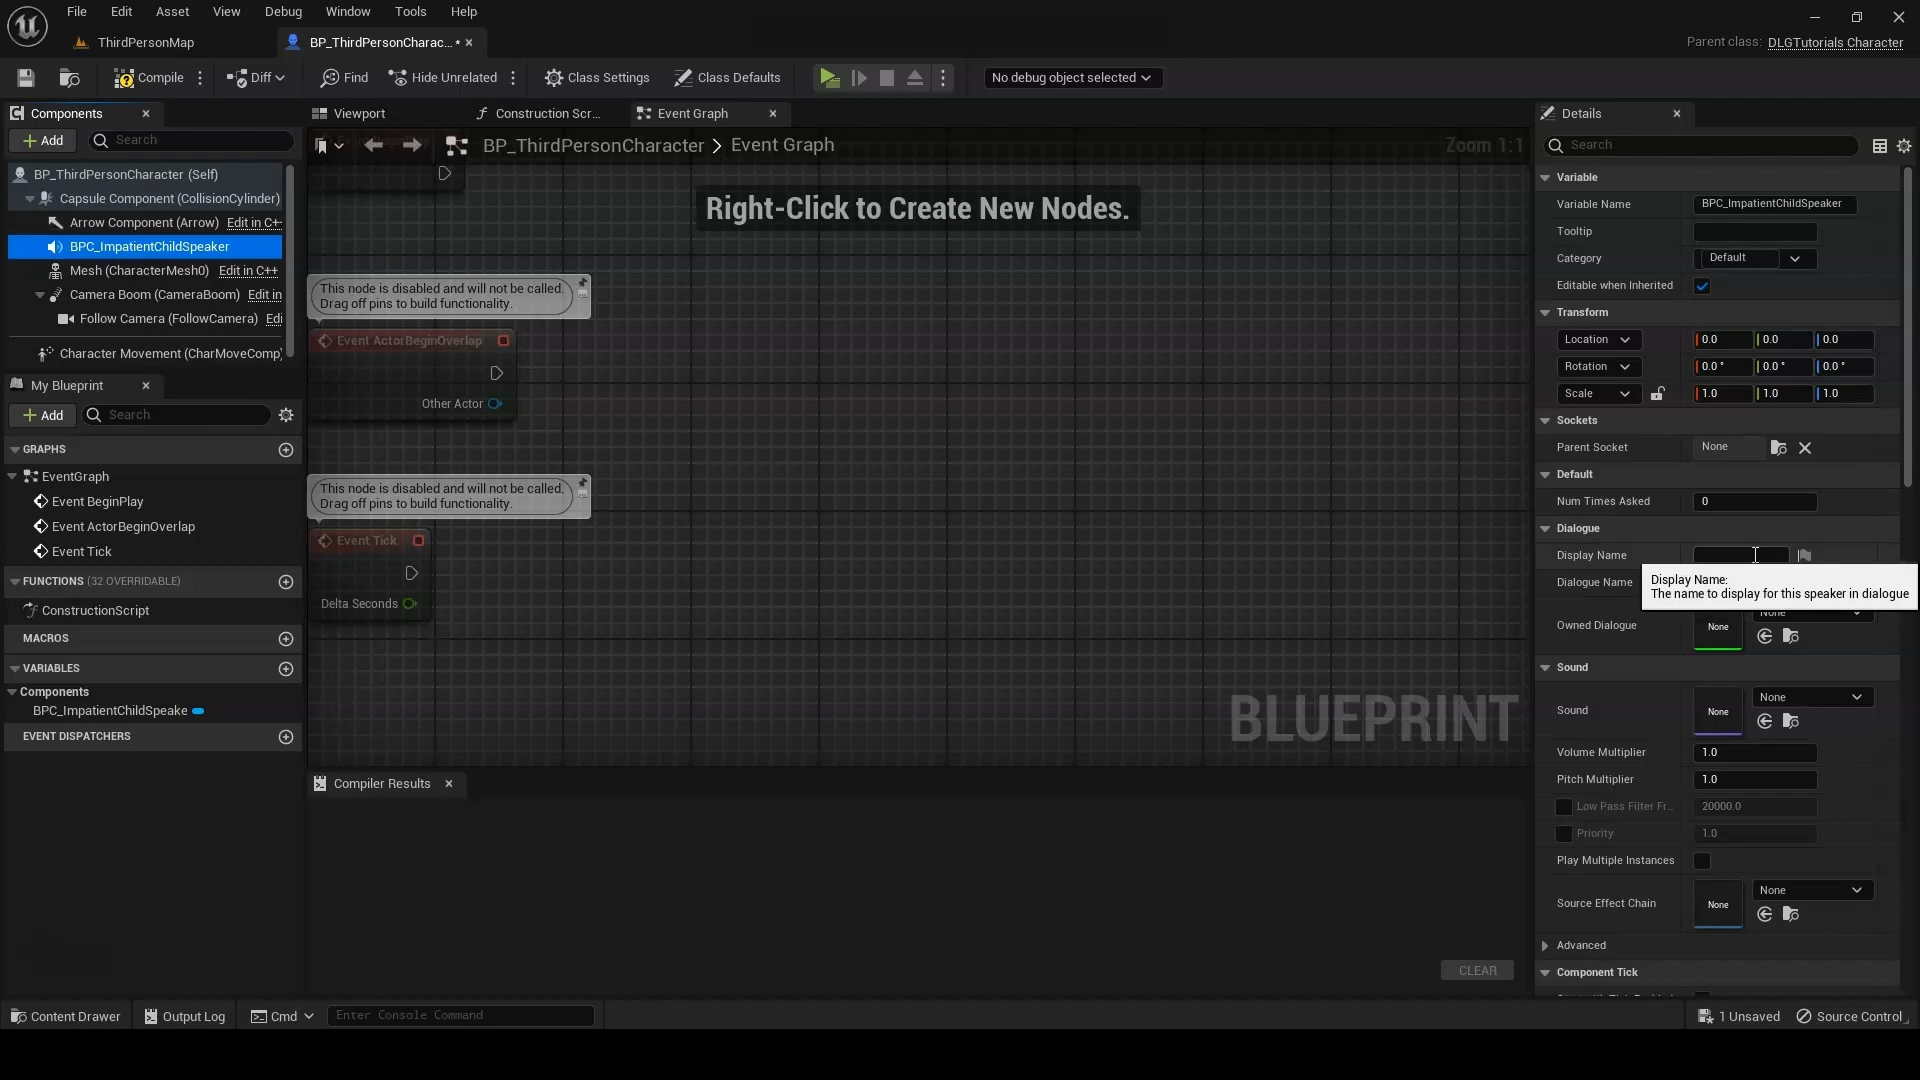 File Edit Asset View Debug Window Tools Help
ThirdPersonMap
BP_ThirdPersonCharac... *
Parent class: DLGTutorials Character
Compile
Diff
Find
Hide Unrelated
Class Settings
Class Defaults
No debug object selected
Components
Add
Search
BP_ThirdPersonCharacter (Self)
Capsule Component (CollisionCylinder)
Arrow Component (Arrow) Edit in C++
BPC_ImpatientChildSpeaker
Mesh (CharacterMesh0) Edit in C++
Camera Boom (CameraBoom) Edit in
Follow Camera (FollowCamera) Edi
Character Movement (CharMoveComp)
My Blueprint
Add
Search
GRAPHS
EventGraph
Event BeginPlay
Event ActorBeginOverlap
Event Tick
FUNCTIONS (32 OVERRIDABLE)
ConstructionScript
MACROS
VARIABLES
Components
BPC_ImpatientChildSpeake
EVENT DISPATCHERS
Viewport
Construction Scr...
Event Graph
BP_ThirdPersonCharacter > Event Graph
Zoom 1:1
Right-Click to Create New Nodes.
This node is disabled and will not be called.
Drag off pins to build functionality.
Event ActorBeginOverlap
Other Actor
This node is disabled and will not be called.
Drag off pins to build functionality.
Event Tick
Delta Seconds
BLUEPRINT
Compiler Results
CLEAR
Details
Search
Variable
Variable Name BPC_ImpatientChildSpeaker
Tooltip
Category Default
Editable when Inherited
Transform
Location 0.0 0.0 0.0
Rotation 0.0 ° 0.0 ° 0.0 °
Scale 1.0 1.0 1.0
Sockets
Parent Socket None
Default
Num Times Asked 0
Dialogue
Display Name
Dialogue Name
Display Name:
The name to display for this speaker in dialogue
Owned Dialogue None None
Sound
Sound None None
Volume Multiplier 1.0
Pitch Multiplier 1.0
Low Pass Filter Fr... 20000.0
Priority 1.0
Play Multiple Instances
Source Effect Chain None None
Advanced
Component Tick
Content Drawer
Output Log
Cmd
Enter Console Command
1 Unsaved
Source Control